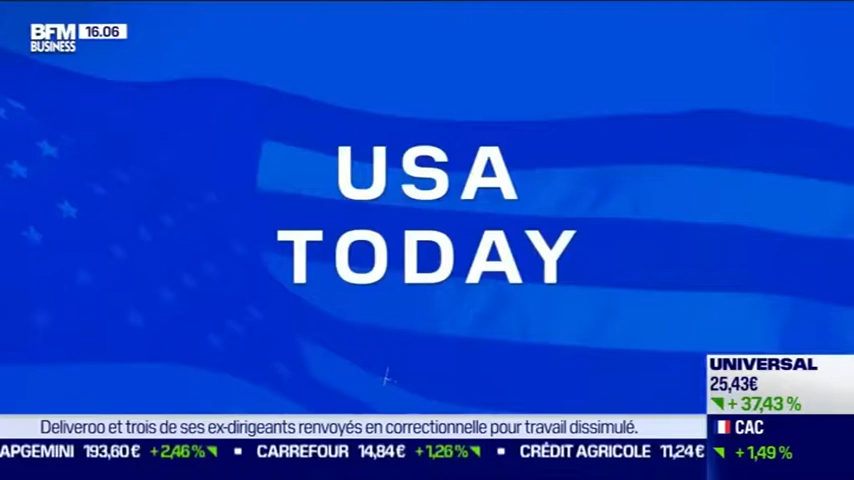 BFM 16.06
BUSINESS
USA
TODAY
UNIVERSAL
25,43€
+ 37,43 %
Deliveroo et trois de ses ex-dirigeants renvoyés en correctionnelle pour travail dissimulé.
CAC
+1,49 %
APGEMINI 193,60 € +2,46% CARREFOUR 14,84 € +1,26% CRÉDIT AGRICOLE 11,24 €